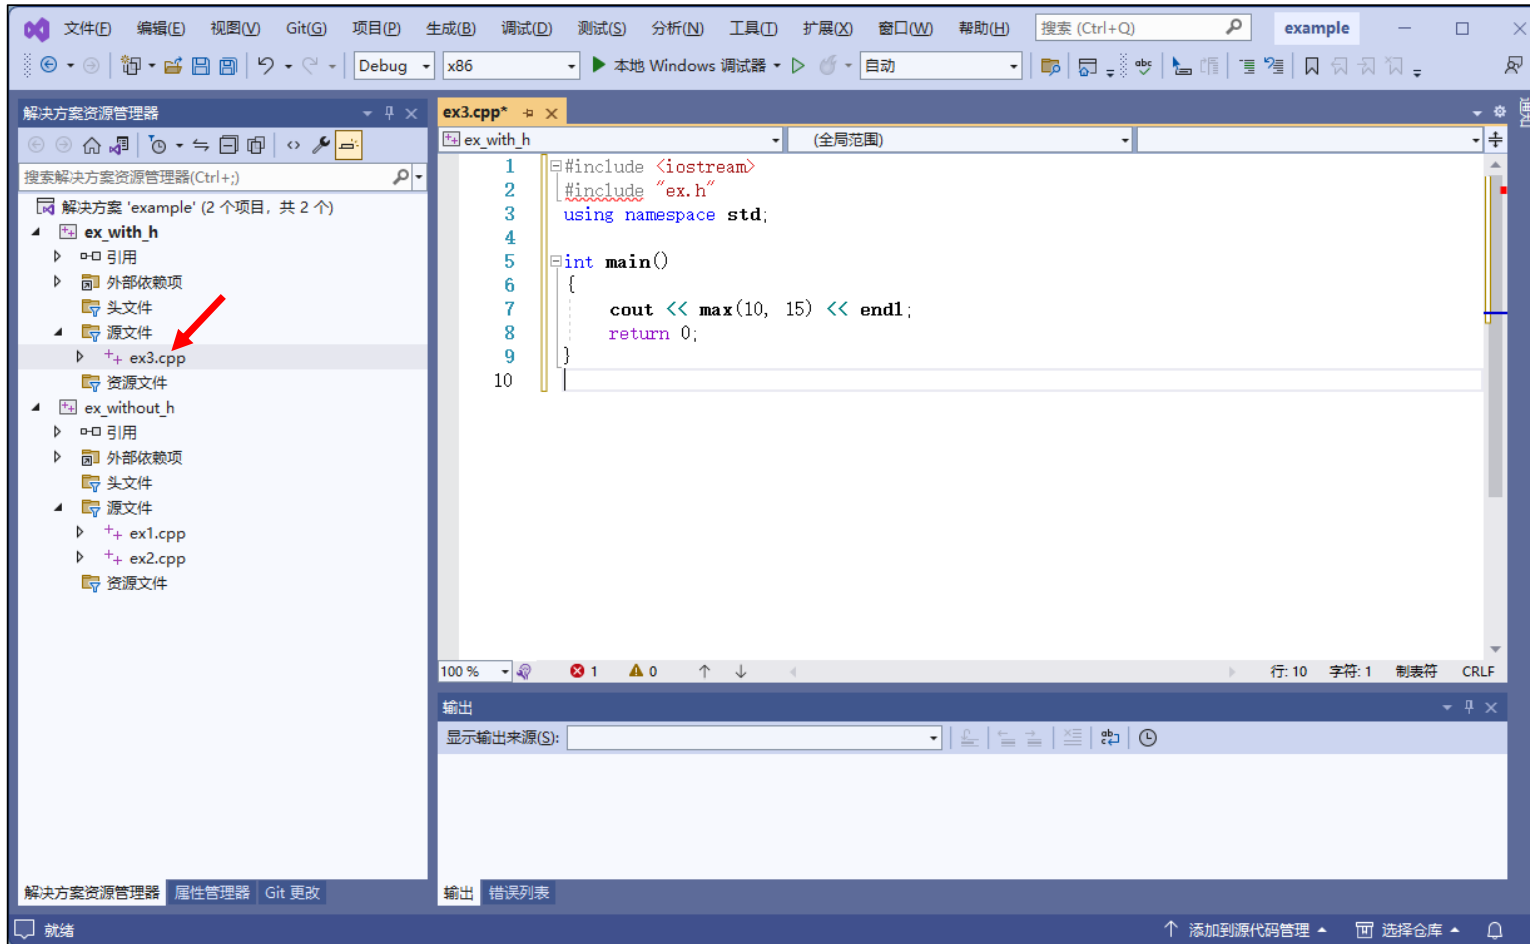 文件(F) 编辑(E) 视图(V) Git(G) 项目(P) 生成(B) 调试(D) 测试(S) 分析(N) 工具(T) 扩展(X) 窗口(W) 帮助(H) 搜索 (Ctrl+Q) example
Debug x86 本地 Windows 调试器 自动
解决方案资源管理器
搜索解决方案资源管理器(Ctrl+;)
解决方案 'example' (2 个项目，共 2 个)
ex_with_h
引用
外部依赖项
头文件
源文件
ex3.cpp
资源文件
ex_without_h
引用
外部依赖项
头文件
源文件
ex1.cpp
ex2.cpp
资源文件
解决方案资源管理器 属性管理器 Git 更改
ex3.cpp*
ex_with_h (全局范围)
1 #include <iostream>
2 #include "ex.h"
3 using namespace std;
4
5 int main()
6 {
7 cout << max(10, 15) << endl;
8 return 0;
9 }
10
100 % 1 0 行: 10 字符: 1 制表符 CRLF
输出
显示输出来源(S):
输出 错误列表
就绪 添加到源代码管理 选择仓库